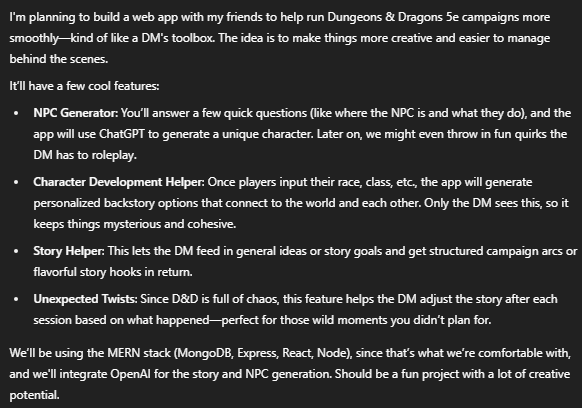 I'm planning to build a web app with my friends to help run Dungeons & Dragons 5e campaigns more
smoothly—kind of like a DM's toolbox. The idea is to make things more creative and easier to manage
behind the scenes.
It'll have a few cool features:
• NPC Generator: You'll answer a few quick questions (like where the NPC is and what they do), and the
app will use ChatGPT to generate a unique character. Later on, we might even throw in fun quirks the
DM has to roleplay.
• Character Development Helper: Once players input their race, class, etc., the app will generate
personalized backstory options that connect to the world and each other. Only the DM sees this, so it
keeps things mysterious and cohesive.
• Story Helper: This lets the DM feed in general ideas or story goals and get structured campaign arcs or
flavorful story hooks in return.
• Unexpected Twists: Since D&D is full of chaos, this feature helps the DM adjust the story after each
session based on what happened—perfect for those wild moments you didn't plan for.
We'll be using the MERN stack (MongoDB, Express, React, Node), since that's what we're comfortable with,
and we'll integrate OpenAI for the story and NPC generation. Should be a fun project with a lot of creative
potential.